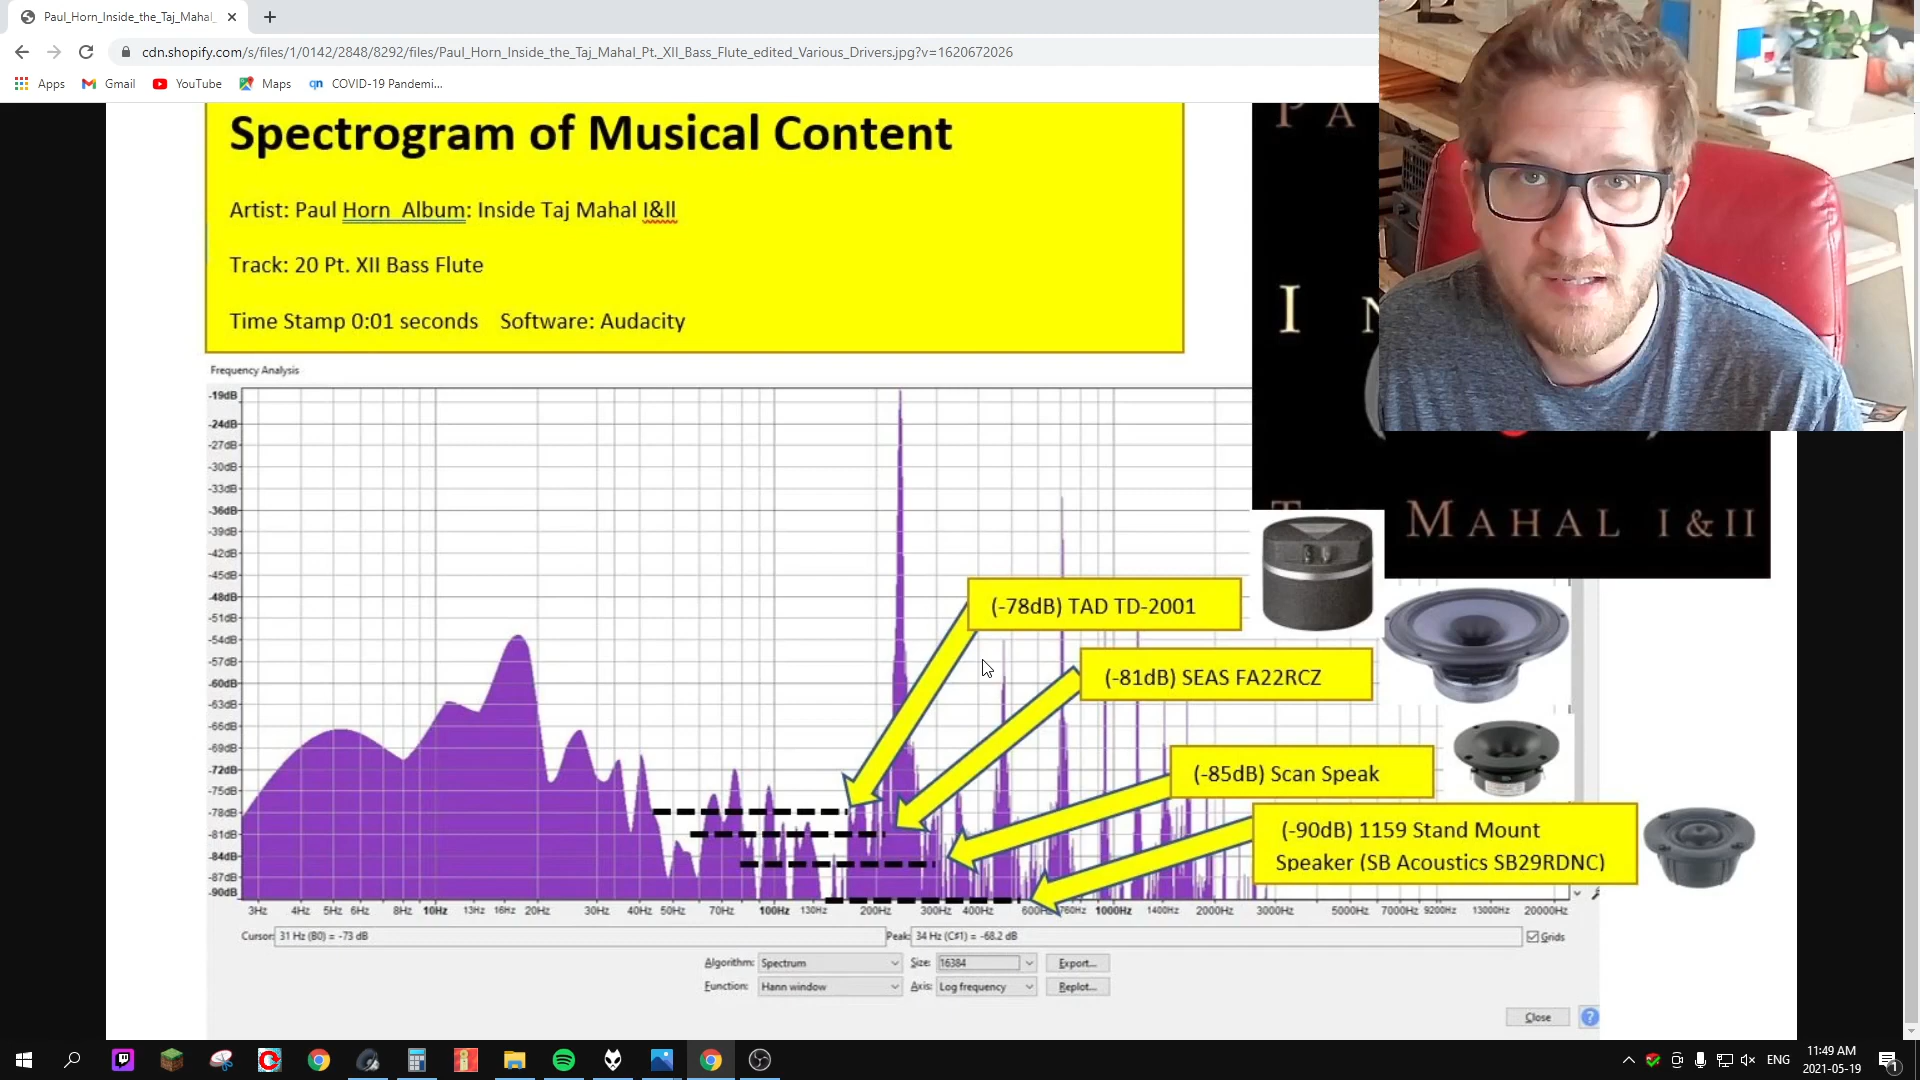 Paul_Horn_Inside_the_Taj_Mahal_
cdn.shopify.com/s/files/1/0142/2848/8292/files/Paul_Horn_Inside_the_Taj_Mahal_Pt._XII_Bass_Flute_edited_Various_Drivers.jpg?v=1620672026
Apps Gmail YouTube Maps qn COVID-19 Pandemi...
Spectrogram of Musical Content
Artist: Paul Horn Album: Inside Taj Mahal I&II
Track: 20 Pt. XII Bass Flute
Time Stamp 0:01 seconds Software: Audacity
P A
I
MAHAL I & II
Frequency Analysis
-19dB
-24dB
-27dB
-30dB
-33dB
-36dB
-39dB
-42dB
-45dB
-48dB
-51dB
-54dB
-57dB
-60dB
-63dB
-66dB
-69dB
-72dB
-75dB
-78dB
-81dB
-84dB
-87dB
-90dB
(-78dB) TAD TD-2001
(-81dB) SEAS FA22RCZ
(-85dB) Scan Speak
(-90dB) 1159 Stand Mount
Speaker (SB Acoustics SB29RDNC)
3Hz 4Hz 5Hz 6Hz 8Hz 10Hz 13Hz 16Hz 20Hz 30Hz 40Hz 50Hz 70Hz 100Hz 130Hz 200Hz 300Hz 400Hz 600Hz 760Hz 1000Hz 1400Hz 2000Hz 3000Hz 5000Hz 7000Hz 9200Hz 13000Hz 20000Hz
Cursor: 31 Hz (B0) = -73 dB Peak: 34 Hz (C#1) = -68.2 dB Grids
Algorithm: Spectrum Size: 16384 Export...
Function: Hann window Axis: Log frequency Replot...
Close ?
ENG
11:49 AM
2021-05-19
1